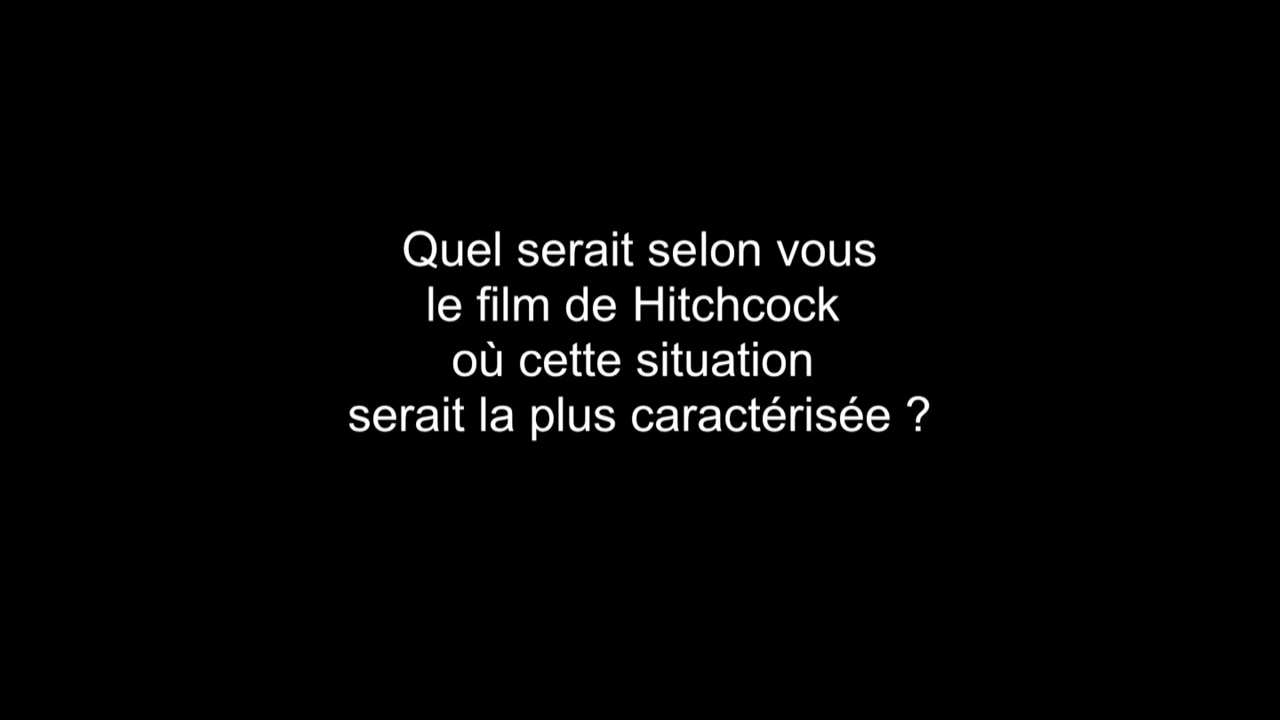 Quel serait selon vous
le film de Hitchcock
où cette situation
serait la plus caractérisée ?